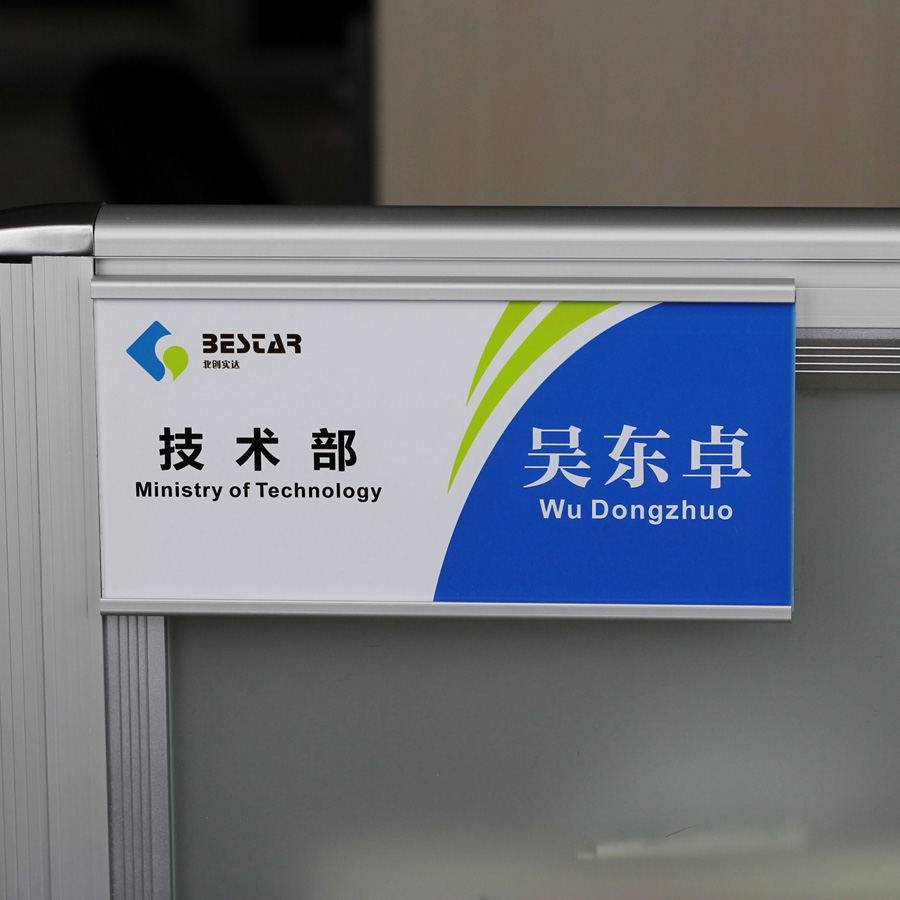 BESTAR
北创实达
技术部
Ministry of Technology
吴东卓
Wu Dongzhuo